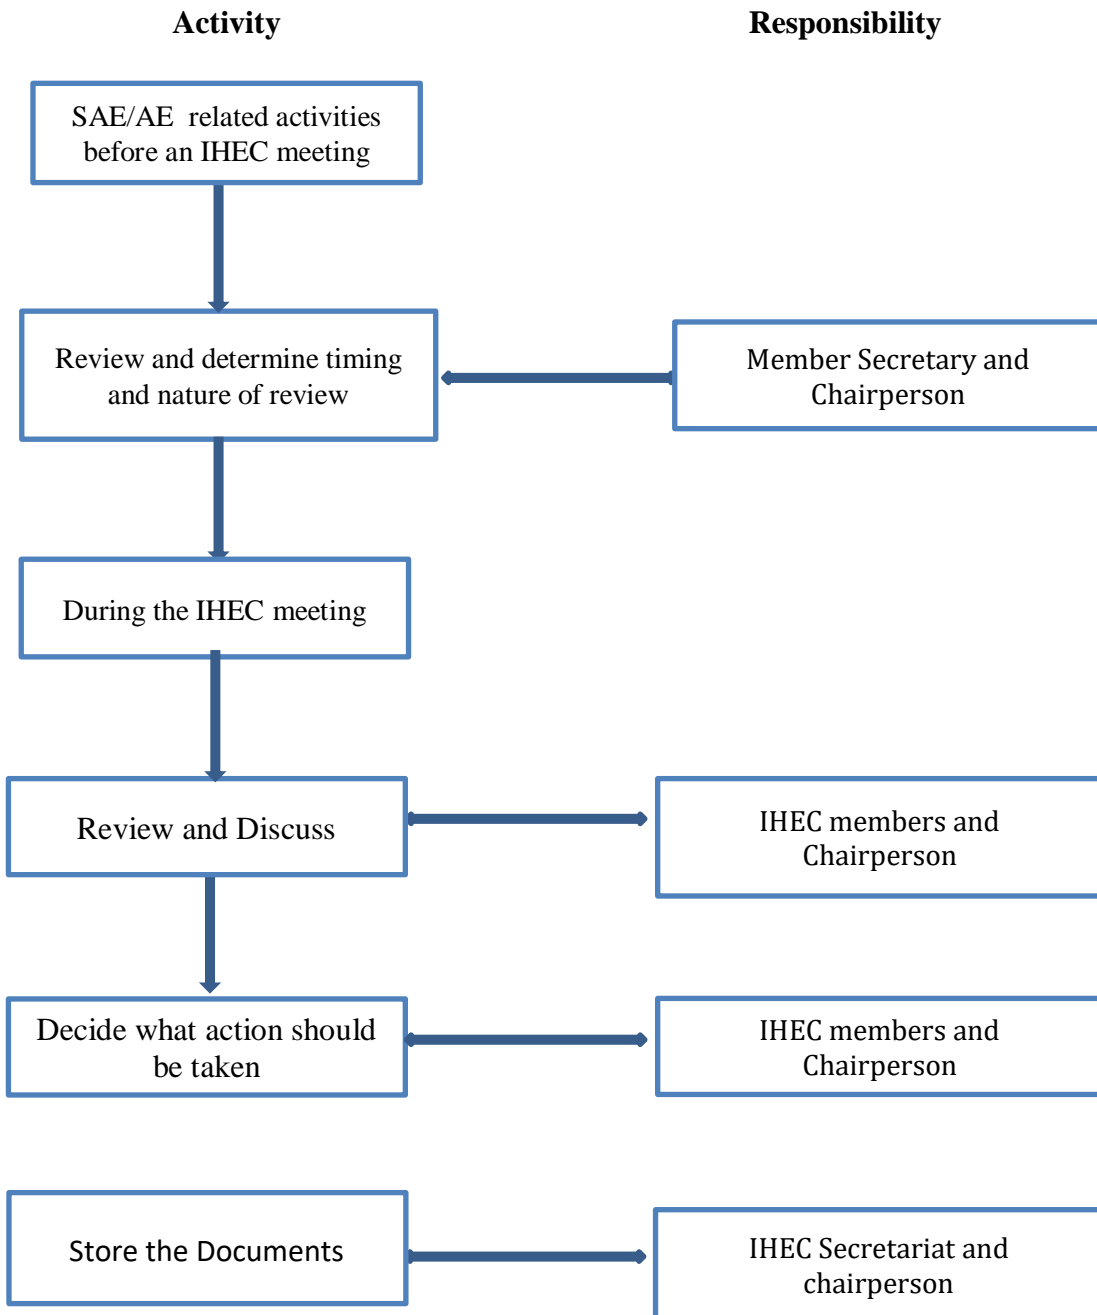 Activity
Responsibility
SAE/AE related activities
before an IHEC meeting
Review and determine timing
and nature of review
Member Secretary and
Chairperson
During the IHEC meeting
Review and Discuss
IHEC members and
Chairperson
Decide what action should
be taken
IHEC members and
Chairperson
Store the Documents
IHEC Secretariat and
chairperson